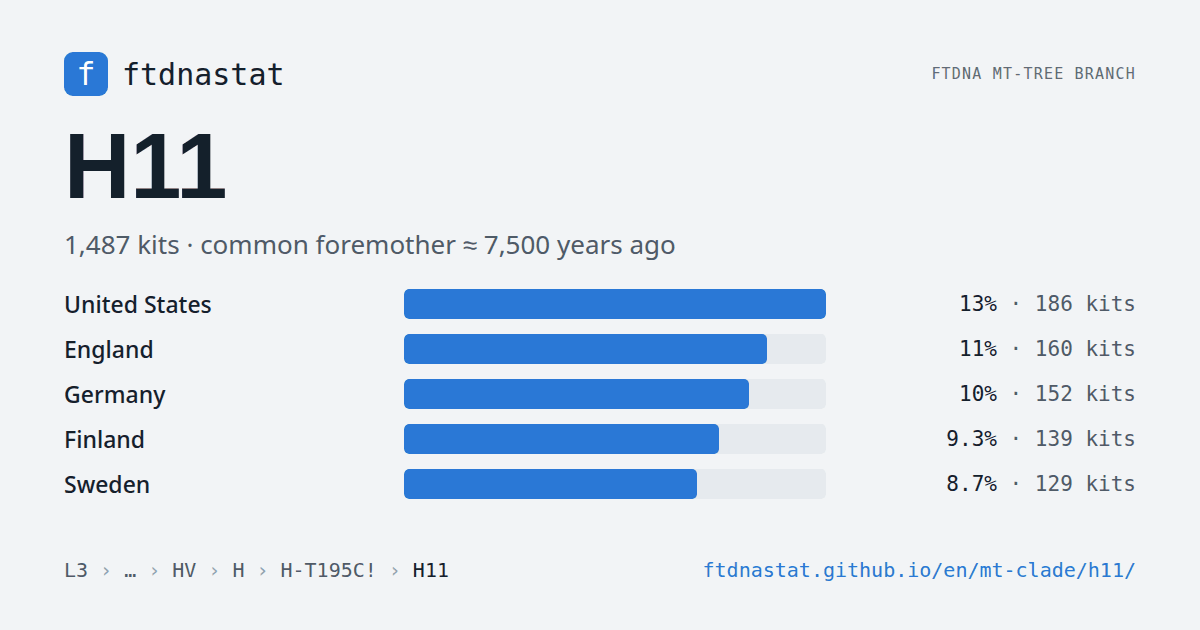 f ftdnastat
FTDNA MT-TREE BRANCH
H11
1,487 kits · common foremother ≈ 7,500 years ago
United States 13% · 186 kits
England 11% · 160 kits
Germany 10% · 152 kits
Finland 9.3% · 139 kits
Sweden 8.7% · 129 kits
L3 › … › HV › H › H-T195C! › H11
ftdnastat.github.io/en/mt-clade/h11/